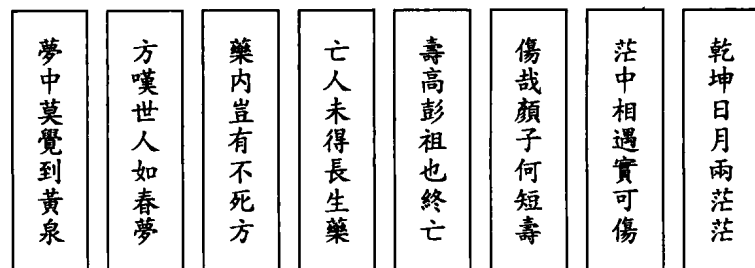 乾坤日月兩茫茫
茫中相遇實可傷
傷哉顏子何短壽
壽高彭祖也終亡
亡人未得長生藥
藥內豈有不死方
方嘆世人如春夢
夢中莫覺到黃泉